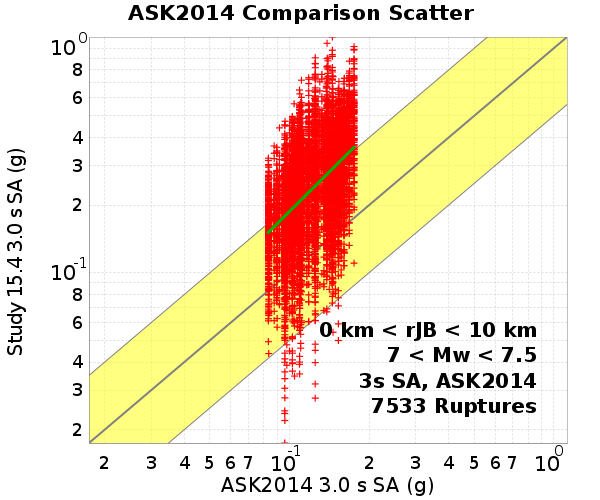 ASK2014 Comparison Scatter
10^0
8
6
4
3
2
10^-1
8
6
4
3
2
Study 15.4 3.0 s SA (g)
0 km < rJB < 10 km
7 < Mw < 7.5
3s SA, ASK2014
7533 Ruptures
2 3 4 5 6 7 10^-1 2 3 4 5 6 7 10^0
ASK2014 3.0 s SA (g)